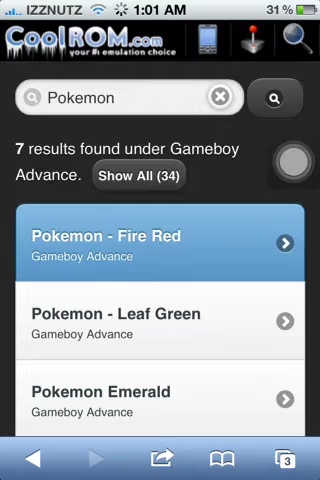 IZZNUTZ 1:01 AM 31 %
CoolROM.com
your #1 emulation choice
Pokemon
7 results found under Gameboy
Advance. Show All (34)
Pokemon - Fire Red
Gameboy Advance
Pokemon - Leaf Green
Gameboy Advance
Pokemon Emerald
Gameboy Advance
3